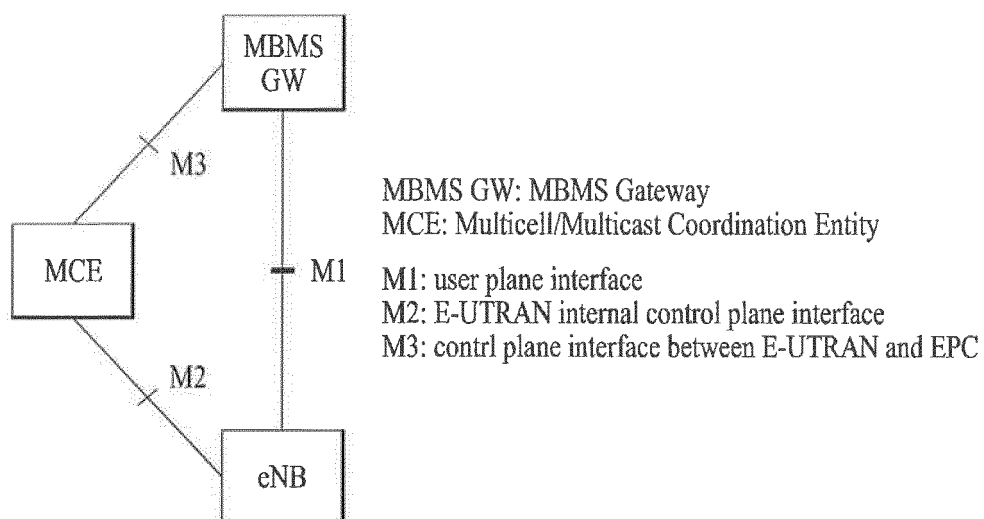 MBMS
GW
M3
MBMS GW: MBMS Gateway
MCE: Multicell/Multicast Coordination Entity
MCE
M1
M1: user plane interface
M2: E-UTRAN internal control plane interface
M3: contrl plane interface between E-UTRAN and EPC
M2
eNB